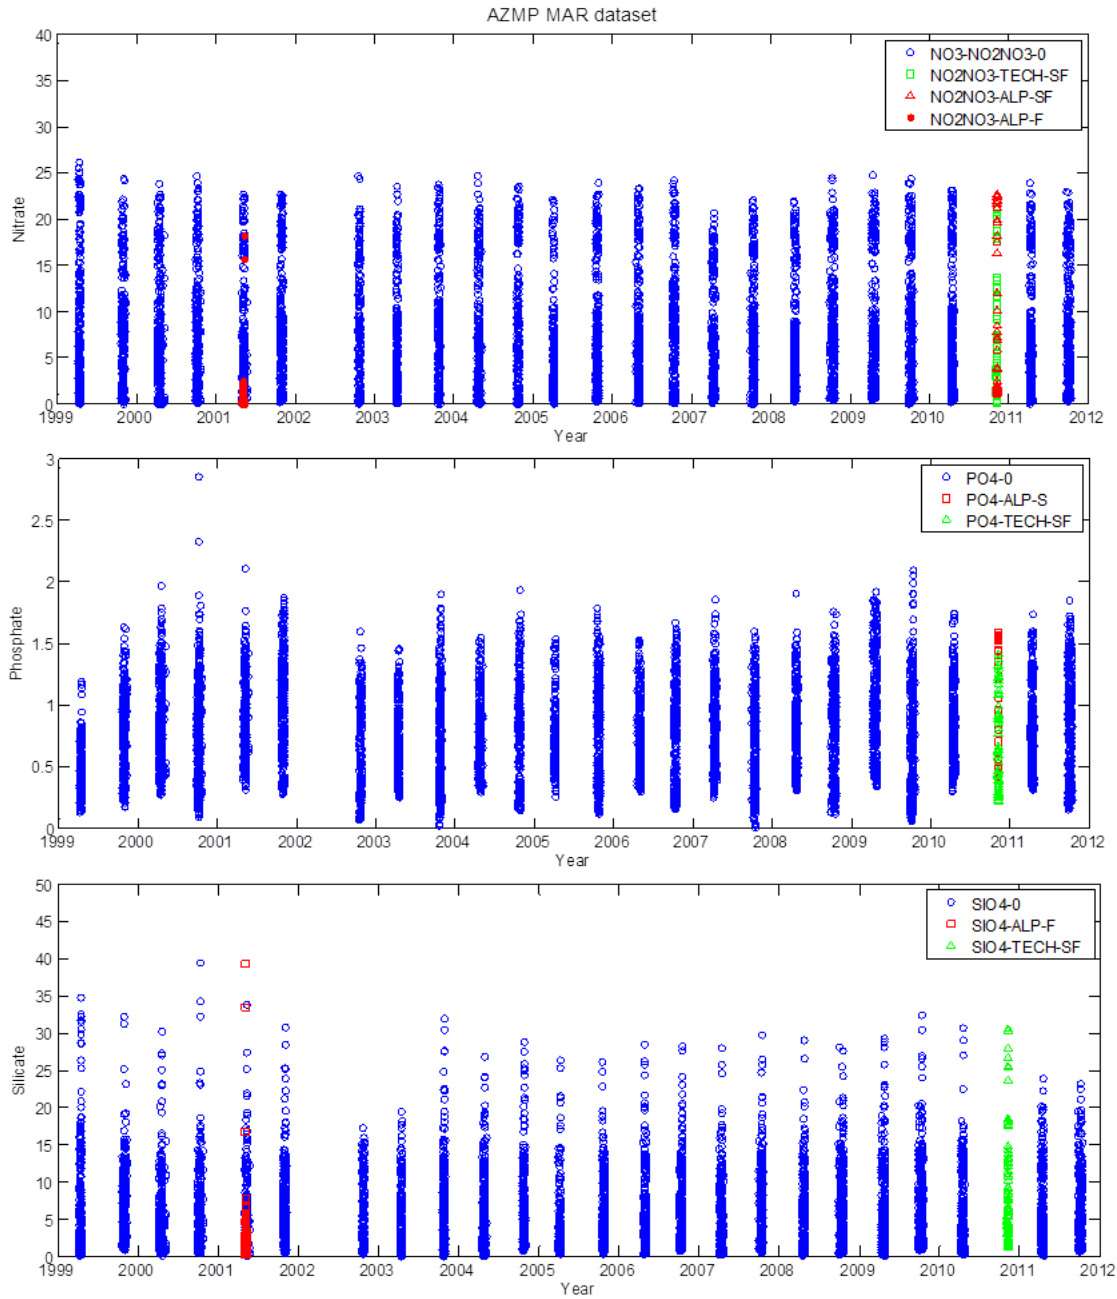 AZMP MAR dataset
40
35
30
25
20
15
10
5
0
Nitrate
NO3-NO2NO3-0
NO2NO3-TECH-SF
NO2NO3-ALP-SF
NO2NO3-ALP-F
1999 2000 2001 2002 2003 2004 2005 2006 2007 2008 2009 2010 2011 2012
Year
3
2.5
2
1.5
1
0.5
0
Phosphate
PO4-0
PO4-ALP-S
PO4-TECH-SF
1999 2000 2001 2002 2003 2004 2005 2006 2007 2008 2009 2010 2011 2012
Year
50
45
40
35
30
25
20
15
10
5
0
Silicate
SIO4-0
SIO4-ALP-F
SIO4-TECH-SF
1999 2000 2001 2002 2003 2004 2005 2006 2007 2008 2009 2010 2011 2012
Year